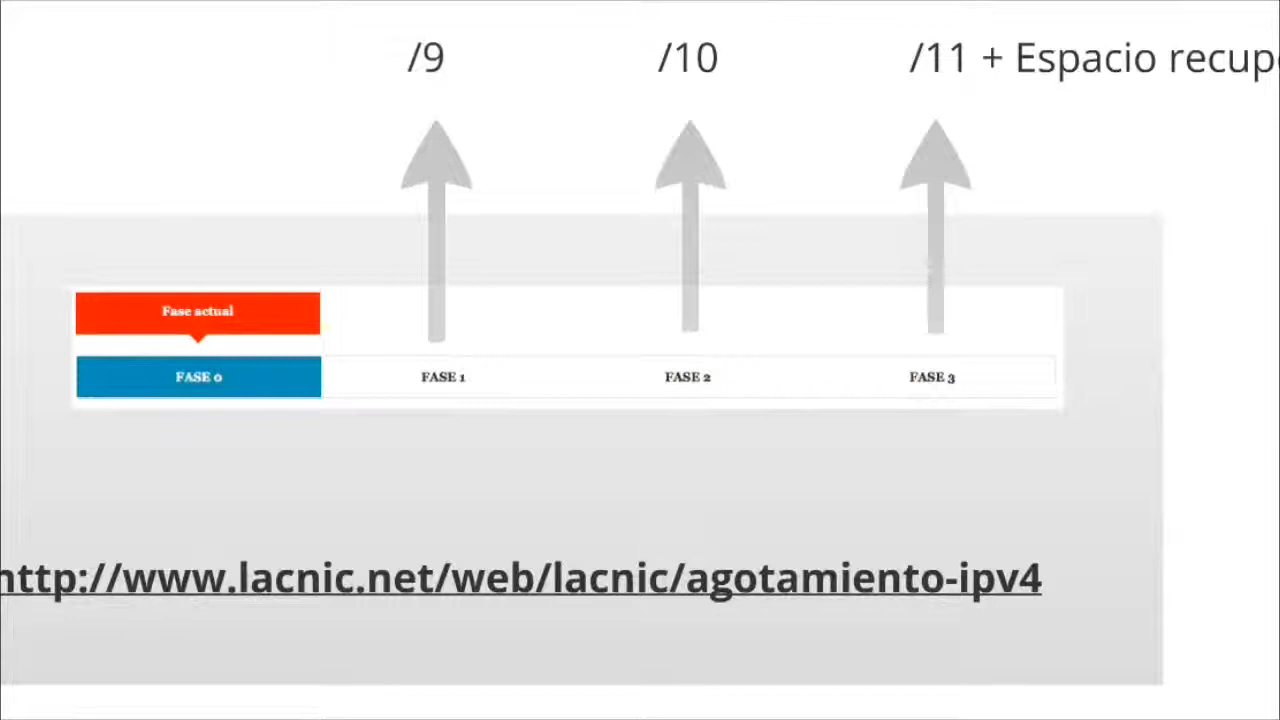 /9 /10 /11 + Espacio
Fase actual
FASE 0 FASE 1 FASE 2 FASE 3
http://www.lacnic.net/web/lacnic/agotamiento-ipv4